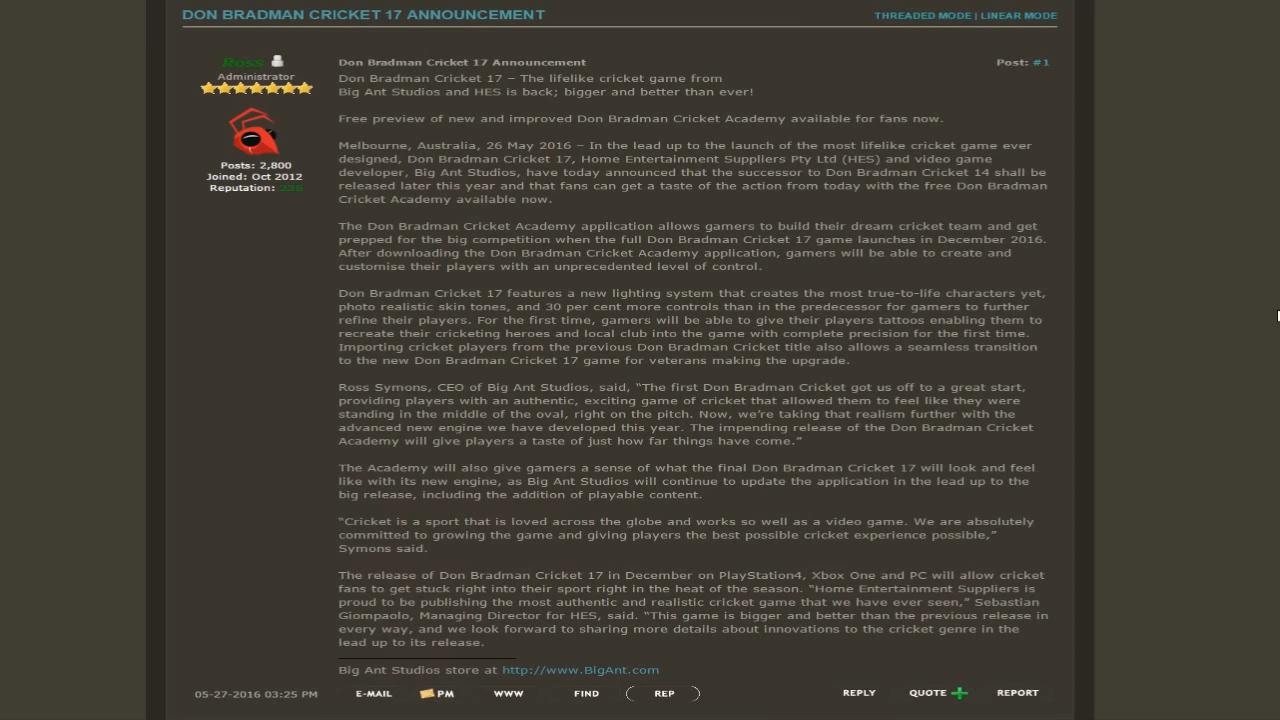 DON BRADMAN CRICKET 17 ANNOUNCEMENT
THREADED MODE | LINEAR MODE
Ross
Administrator
Posts: 2,800
Joined: Oct 2012
Reputation: 236
Don Bradman Cricket 17 Announcement
Post: #1
Don Bradman Cricket 17 – The lifelike cricket game from
Big Ant Studios and HES is back; bigger and better than ever!
Free preview of new and improved Don Bradman Cricket Academy available for fans now.
Melbourne, Australia, 26 May 2016 – In the lead up to the launch of the most lifelike cricket game ever
designed, Don Bradman Cricket 17, Home Entertainment Suppliers Pty Ltd (HES) and video game
developer, Big Ant Studios, have today announced that the successor to Don Bradman Cricket 14 shall be
released later this year and that fans can get a taste of the action from today with the free Don Bradman
Cricket Academy available now.
The Don Bradman Cricket Academy application allows gamers to build their dream cricket team and get
prepped for the big competition when the full Don Bradman Cricket 17 game launches in December 2016.
After downloading the Don Bradman Cricket Academy application, gamers will be able to create and
customise their players with an unprecedented level of control.
Don Bradman Cricket 17 features a new lighting system that creates the most true-to-life characters yet,
photo realistic skin tones, and 30 per cent more controls than in the predecessor for gamers to further
refine their players. For the first time, gamers will be able to give their players tattoos enabling them to
recreate their cricketing heroes and local club into the game with complete precision for the first time.
Importing cricket players from the previous Don Bradman Cricket title also allows a seamless transition
to the new Don Bradman Cricket 17 game for veterans making the upgrade.
Ross Symons, CEO of Big Ant Studios, said, “The first Don Bradman Cricket got us off to a great start,
providing players with an authentic, exciting game of cricket that allowed them to feel like they were
standing in the middle of the oval, right on the pitch. Now, we’re taking that realism further with the
advanced new engine we have developed this year. The impending release of the Don Bradman Cricket
Academy will give players a taste of just how far things have come.”
The Academy will also give gamers a sense of what the final Don Bradman Cricket 17 will look and feel
like with its new engine, as Big Ant Studios will continue to update the application in the lead up to the
big release, including the addition of playable content.
“Cricket is a sport that is loved across the globe and works so well as a video game. We are absolutely
committed to growing the game and giving players the best possible cricket experience possible,”
Symons said.
The release of Don Bradman Cricket 17 in December on PlayStation4, Xbox One and PC will allow cricket
fans to get stuck right into their sport right in the heat of the season. “Home Entertainment Suppliers is
proud to be publishing the most authentic and realistic cricket game that we have ever seen,” Sebastian
Giompaolo, Managing Director for HES, said. “This game is bigger and better than the previous release in
every way, and we look forward to sharing more details about innovations to the cricket genre in the
lead up to its release.
Big Ant Studios store at http://www.BigAnt.com
05-27-2016 03:25 PM
E-MAIL
PM
WWW
FIND
REP
REPLY
QUOTE
REPORT